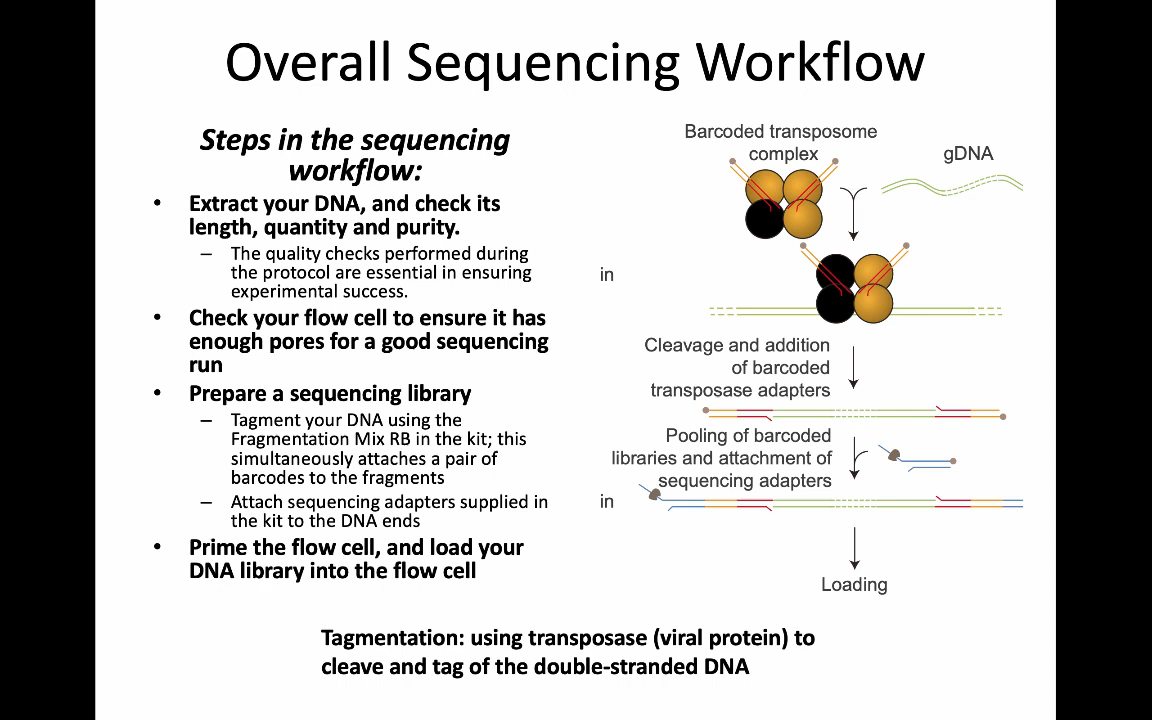 Overall Sequencing Workflow
Steps in the sequencing
workflow:
• Extract your DNA, and check its
length, quantity and purity.
– The quality checks performed during
the protocol are essential in ensuring
experimental success.
• Check your flow cell to ensure it has
enough pores for a good sequencing
run
• Prepare a sequencing library
– Tagment your DNA using the
Fragmentation Mix RB in the kit; this
simultaneously attaches a pair of
barcodes to the fragments
– Attach sequencing adapters supplied in
the kit to the DNA ends
• Prime the flow cell, and load your
DNA library into the flow cell
Barcoded transposome
complex
gDNA
in
Cleavage and addition
of barcoded
transposase adapters
Pooling of barcoded
libraries and attachment of
sequencing adapters
in
Loading
Tagmentation: using transposase (viral protein) to
cleave and tag of the double-stranded DNA